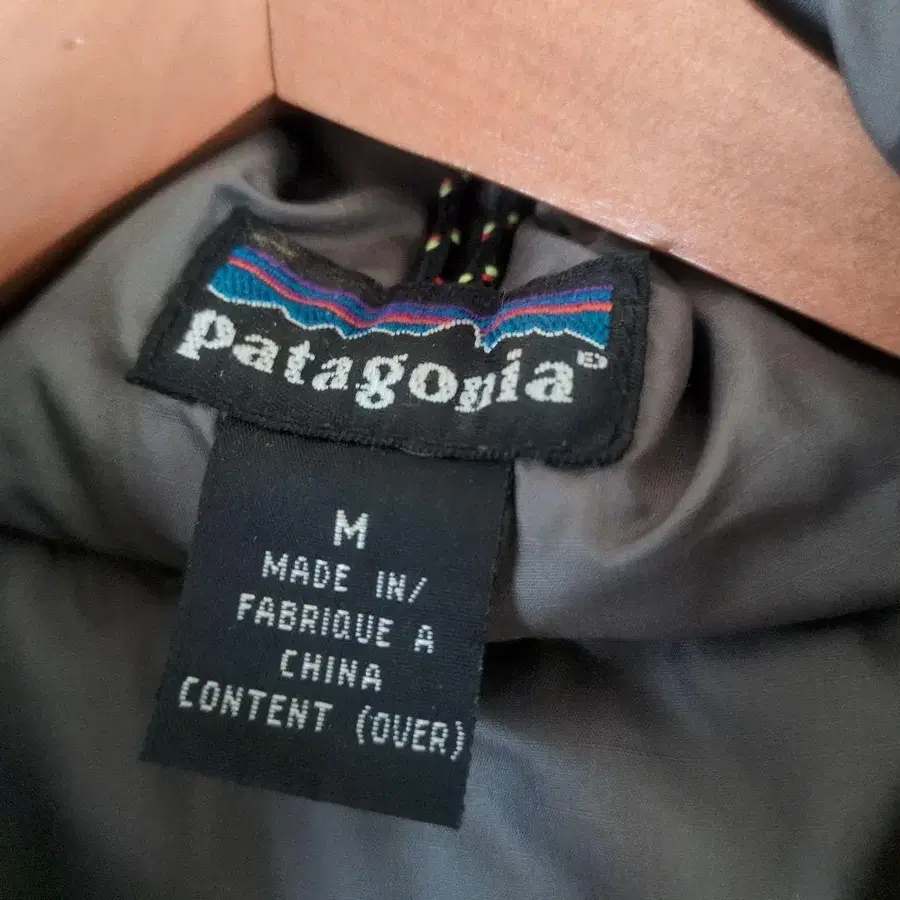 patagonia®
M
MADE IN/
FABRIQUE A
CHINA
CONTENT (OVER)